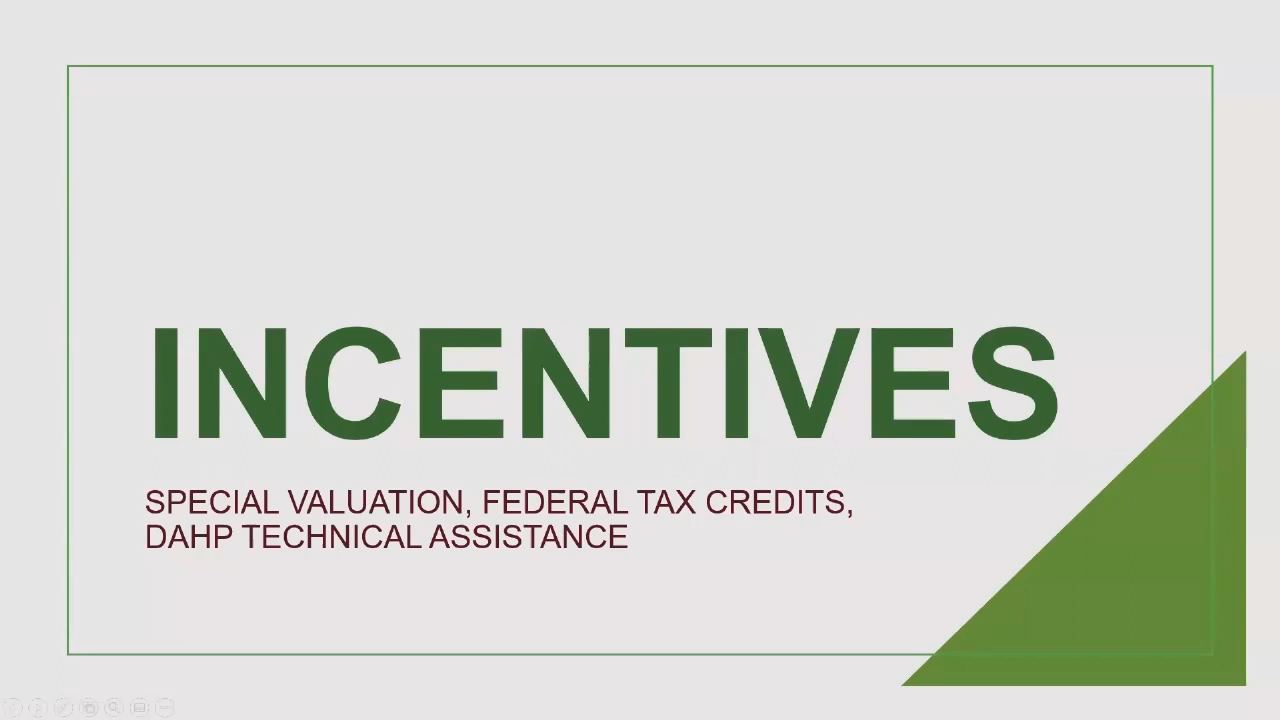 INCENTIVES
SPECIAL VALUATION, FEDERAL TAX CREDITS,
DAHP TECHNICAL ASSISTANCE